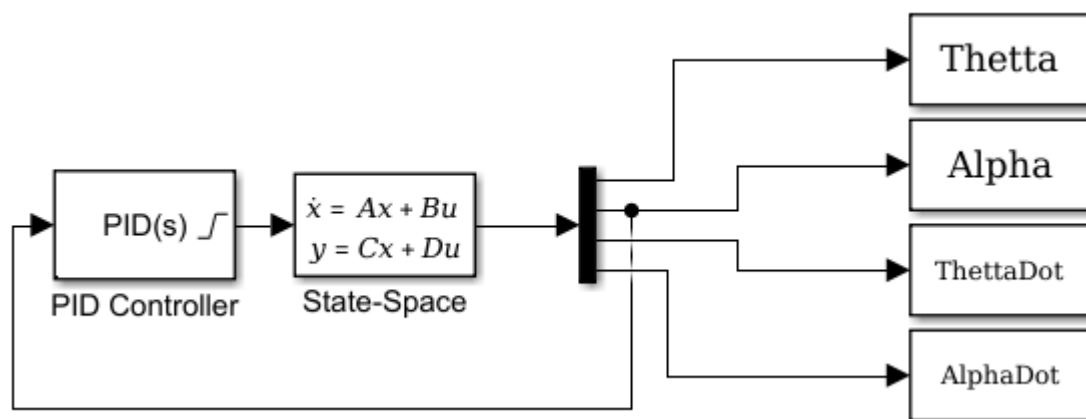 Thetta
Alpha
PID(s)
ẋ = Ax + Bu
y = Cx + Du
ThettaDot
PID Controller
State-Space
AlphaDot